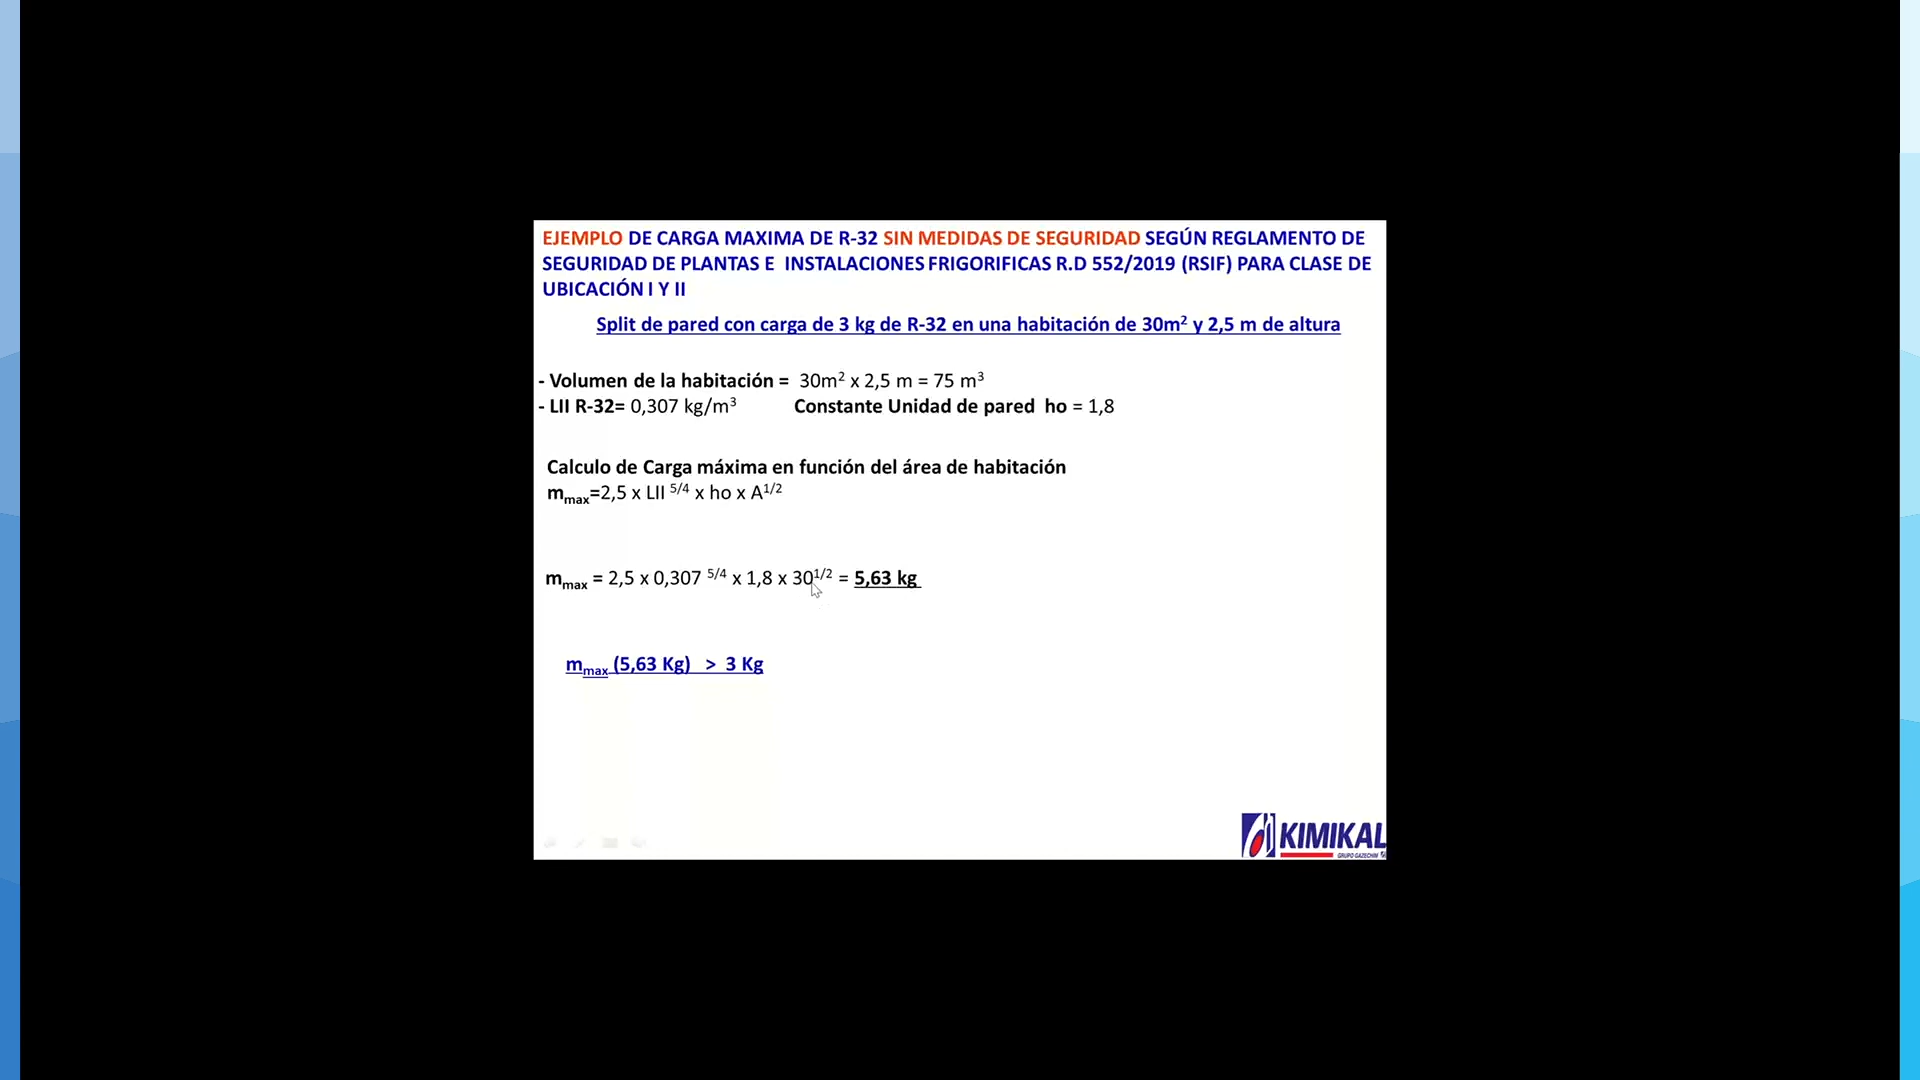 EJEMPLO DE CARGA MAXIMA DE R-32 SIN MEDIDAS DE SEGURIDAD SEGÚN REGLAMENTO DE
SEGURIDAD DE PLANTAS E INSTALACIONES FRIGORIFICAS R.D 552/2019 (RSIF) PARA CLASE DE
UBICACIÓN I Y II
Split de pared con carga de 3 kg de R-32 en una habitación de 30m² y 2,5 m de altura
- Volumen de la habitación = 30m² x 2,5 m = 75 m³
- LII R-32= 0,307 kg/m³ Constante Unidad de pared ho = 1,8
Calculo de Carga máxima en función del área de habitación
mmax=2,5 x LII 5/4 x ho x A1/2
mmax = 2,5 x 0,307 5/4 x 1,8 x 301/2 = 5,63 kg
mmax (5,63 Kg) > 3 Kg
KIMIKAL
GRUPO GAZECHIM